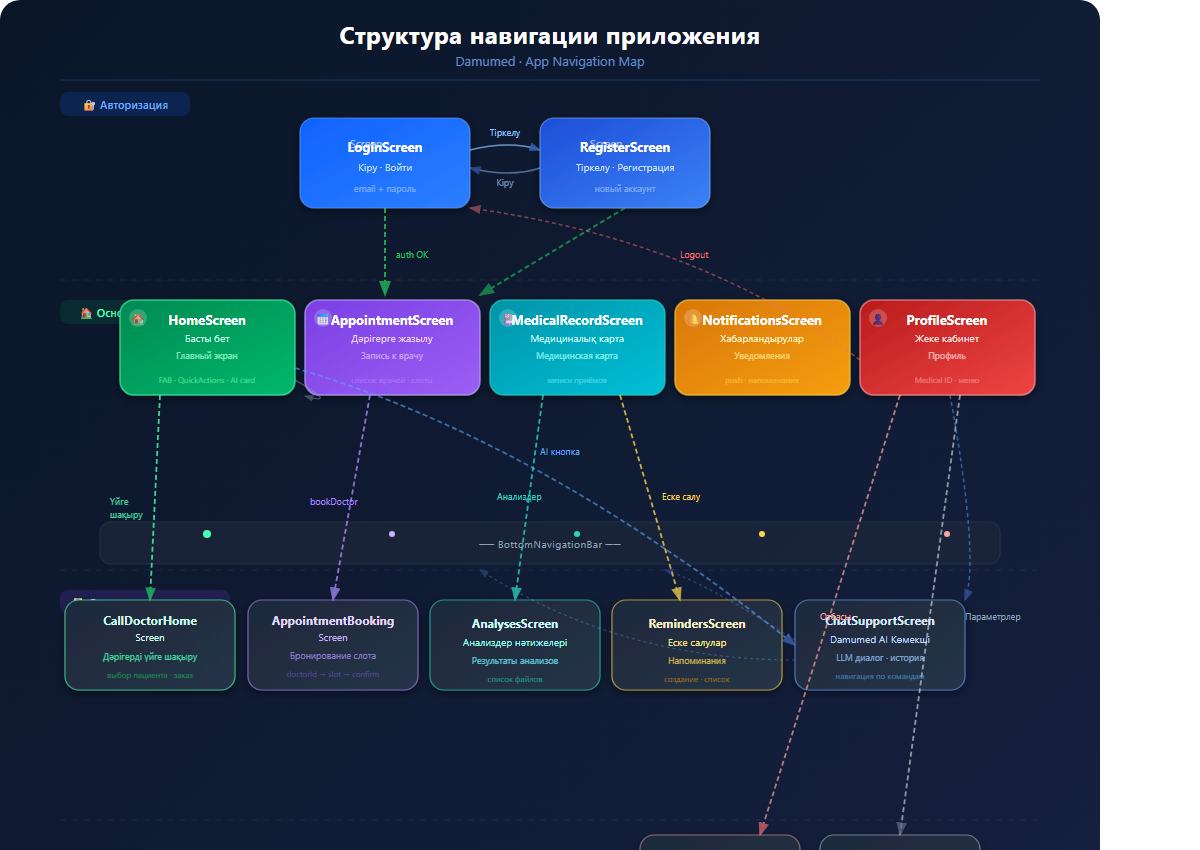 Структура навигации приложения
Damumed · App Navigation Map
🔐 Авторизация
LoginScreen
Кіру · Войти
email + пароль
Тіркелу
Кіру
RegisterScreen
Тіркелу · Регистрация
новый аккаунт
auth OK
Logout
🏠 Осно
HomeScreen
Басты бет
Главный экран
FAB · QuickActions · AI card
AppointmentScreen
Дәрігерге жазылу
Запись к врачу
список врачей · слоты
MedicalRecordScreen
Медициналық карта
Медицинская карта
записи приёмов
NotificationsScreen
Хабарландырулар
Уведомления
push · напоминания
ProfileScreen
Жеке кабинет
Профиль
Medical ID · меню
AI кнопка
Үйге
шақыру
bookDoctor
Анализдер
Еске салу
── BottomNavigationBar ──
CallDoctorHome
Screen
Дәрігерді үйге шақыру
выбор пациента · заказ
AppointmentBooking
Screen
Бронирование слота
doctorId → slot → confirm
AnalysesScreen
Анализдер нәтижелері
Результаты анализов
список файлов
RemindersScreen
Еске салулар
Напоминания
создание · список
Отбасы
ChatSupportScreen
Damumed AI Көмекші
LLM диалог · история
навигация по командам
Параметрлер